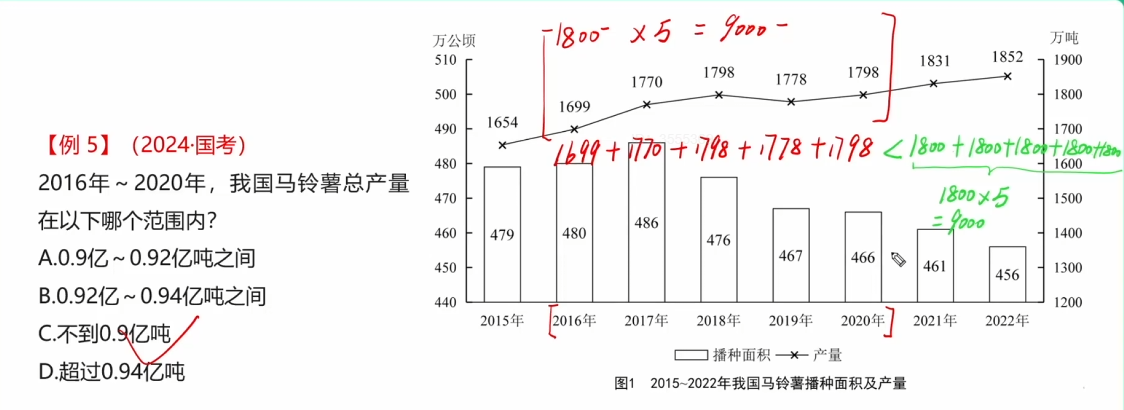 【例 5】（2024·国考）
2016年～2020年，我国马铃薯总产量
在以下哪个范围内？
A.0.9亿～0.92亿吨之间
B.0.92亿～0.94亿吨之间
C.不到0.9亿吨
D.超过0.94亿吨
1800⁻ × 5 = 9000⁻
万公顷 万吨
510 500 490 480 470 460 450 440
1654 1699 1770 1798 1778 1798 1831 1852
1900 1800 1700 1600 1500 1400 1300 1200
1699 + 1770 + 1798 + 1778 + 1798 < 1800 + 1800 + 1800 + 1800 + 1800
1800 × 5
= 9000
479 480 486 476 467 466 461 456
2015年 2016年 2017年 2018年 2019年 2020年 2021年 2022年
播种面积 产量
图1 2015~2022年我国马铃薯播种面积及产量